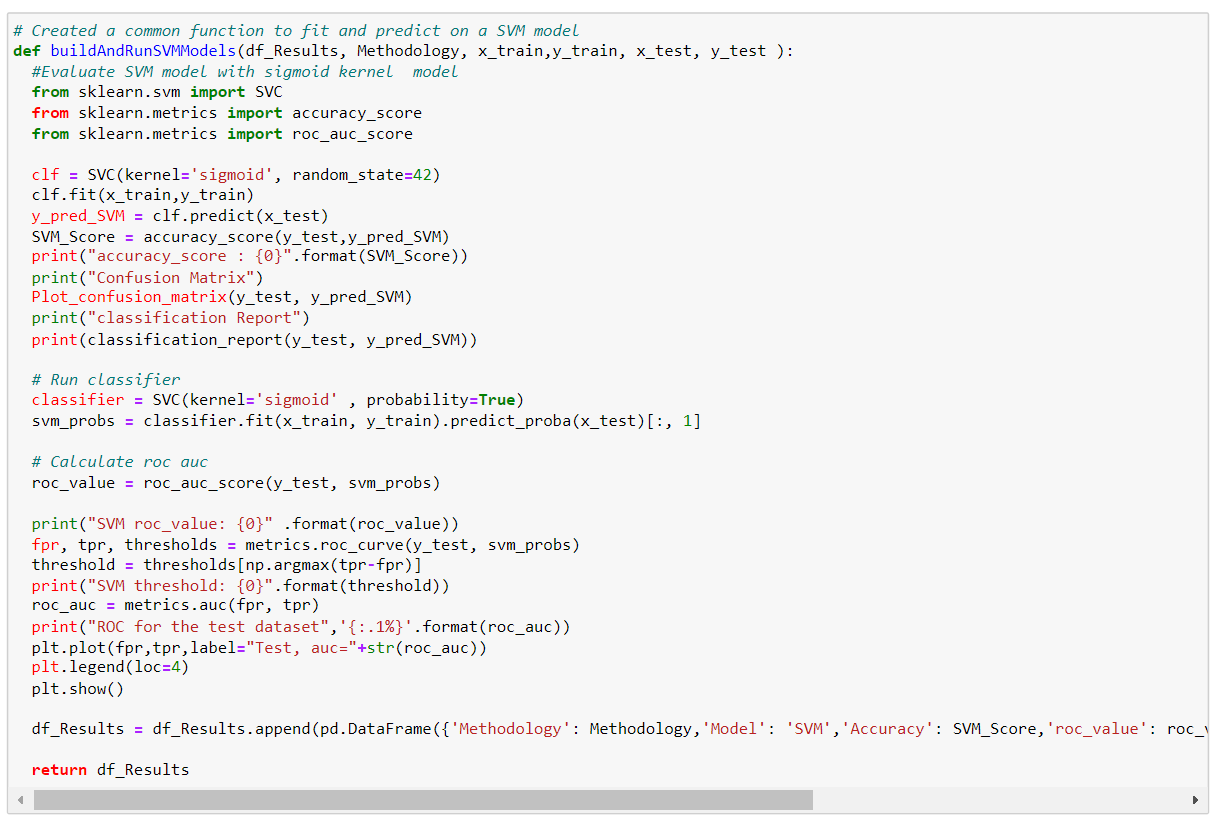 # Created a common function to fit and predict on a SVM model
def buildAndRunSVMModels(df_Results, Methodology, x_train,y_train, x_test, y_test ):
  #Evaluate SVM model with sigmoid kernel  model
  from sklearn.svm import SVC
  from sklearn.metrics import accuracy_score
  from sklearn.metrics import roc_auc_score

  clf = SVC(kernel='sigmoid', random_state=42)
  clf.fit(x_train,y_train)
  y_pred_SVM = clf.predict(x_test)
  SVM_Score = accuracy_score(y_test,y_pred_SVM)
  print("accuracy_score : {0}".format(SVM_Score))
  print("Confusion Matrix")
  Plot_confusion_matrix(y_test, y_pred_SVM)
  print("classification Report")
  print(classification_report(y_test, y_pred_SVM))

  # Run classifier
  classifier = SVC(kernel='sigmoid' , probability=True)
  svm_probs = classifier.fit(x_train, y_train).predict_proba(x_test)[:, 1]

  # Calculate roc auc
  roc_value = roc_auc_score(y_test, svm_probs)

  print("SVM roc_value: {0}" .format(roc_value))
  fpr, tpr, thresholds = metrics.roc_curve(y_test, svm_probs)
  threshold = thresholds[np.argmax(tpr-fpr)]
  print("SVM threshold: {0}".format(threshold))
  roc_auc = metrics.auc(fpr, tpr)
  print("ROC for the test dataset",'{:.1%}'.format(roc_auc))
  plt.plot(fpr,tpr,label="Test, auc="+str(roc_auc))
  plt.legend(loc=4)
  plt.show()

  df_Results = df_Results.append(pd.DataFrame({'Methodology': Methodology,'Model': 'SVM','Accuracy': SVM_Score,'roc_value': roc_

  return df_Results